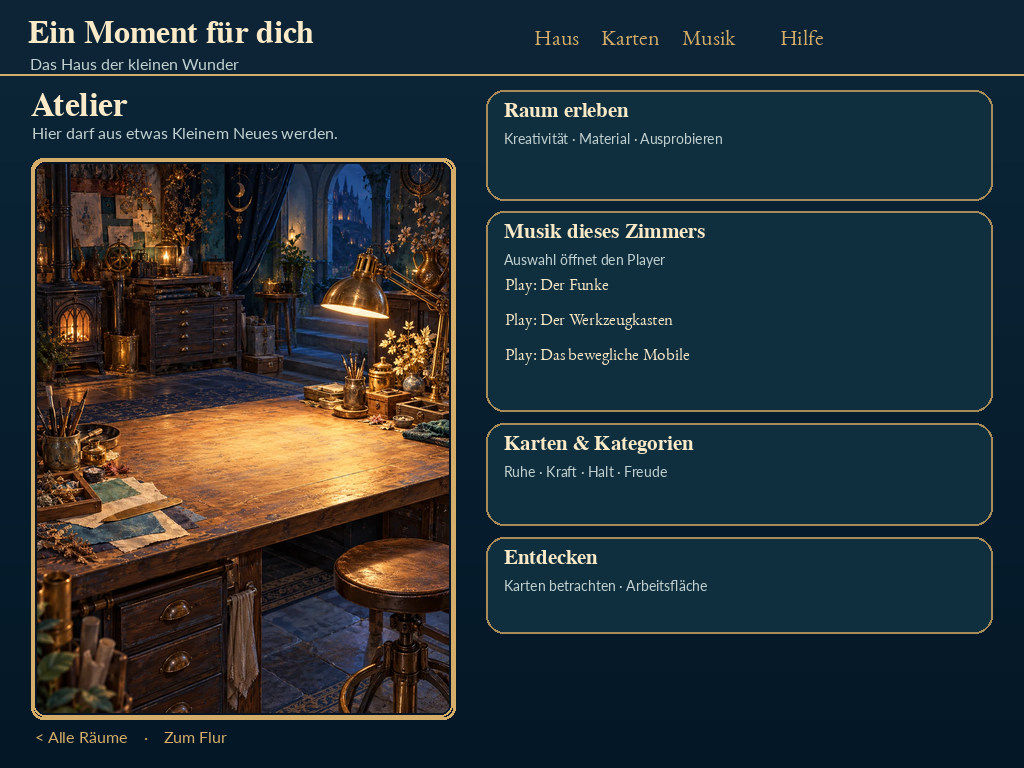 Ein Moment für dich
Das Haus der kleinen Wunder
Haus Karten Musik Hilfe
Atelier
Hier darf aus etwas Kleinem Neues werden.
Raum erleben
Kreativität · Material · Ausprobieren
Musik dieses Zimmers
Auswahl öffnet den Player
Play: Der Funke
Play: Der Werkzeugkasten
Play: Das bewegliche Mobile
Karten & Kategorien
Ruhe · Kraft · Halt · Freude
Entdecken
Karten betrachten · Arbeitsfläche
< Alle Räume · Zum Flur